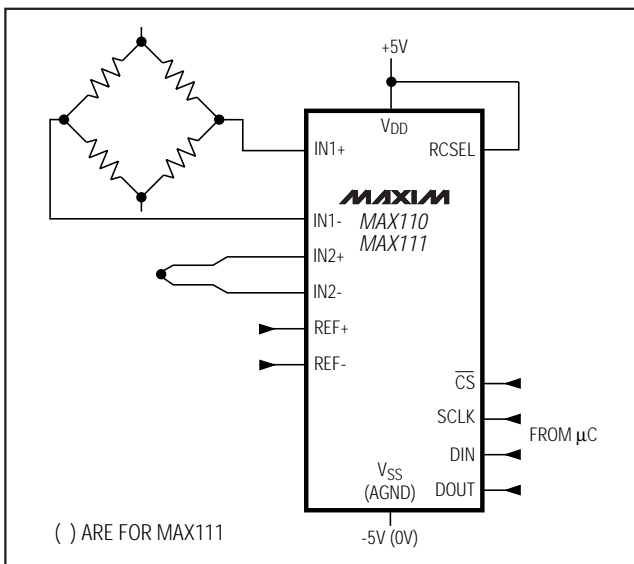 +5V
VDD
IN1+
RCSEL
MAXIM
IN1-
MAX110
MAX111
IN2+
IN2-
REF+
REF-
CS
SCLK
FROM μC
DIN
VSS
(AGND)
DOUT
( ) ARE FOR MAX111
-5V (0V)